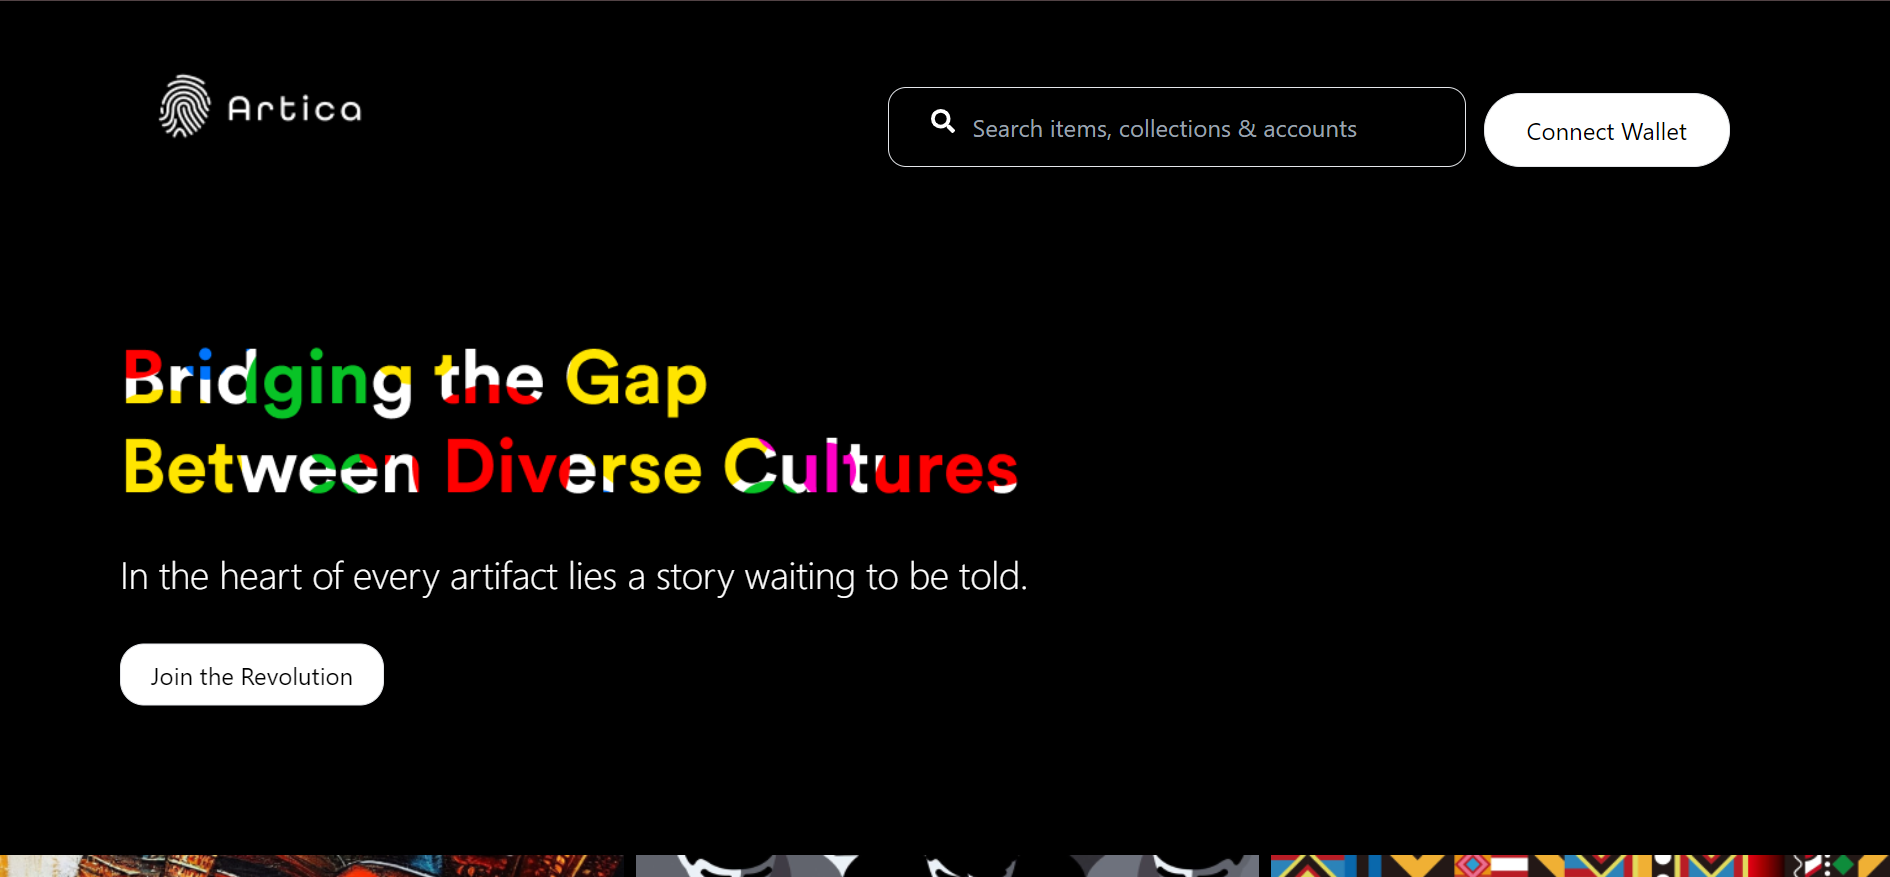 Artica
Search items, collections & accounts
Connect Wallet
Bridging the Gap
Between Diverse Cultures
In the heart of every artifact lies a story waiting to be told.
Join the Revolution